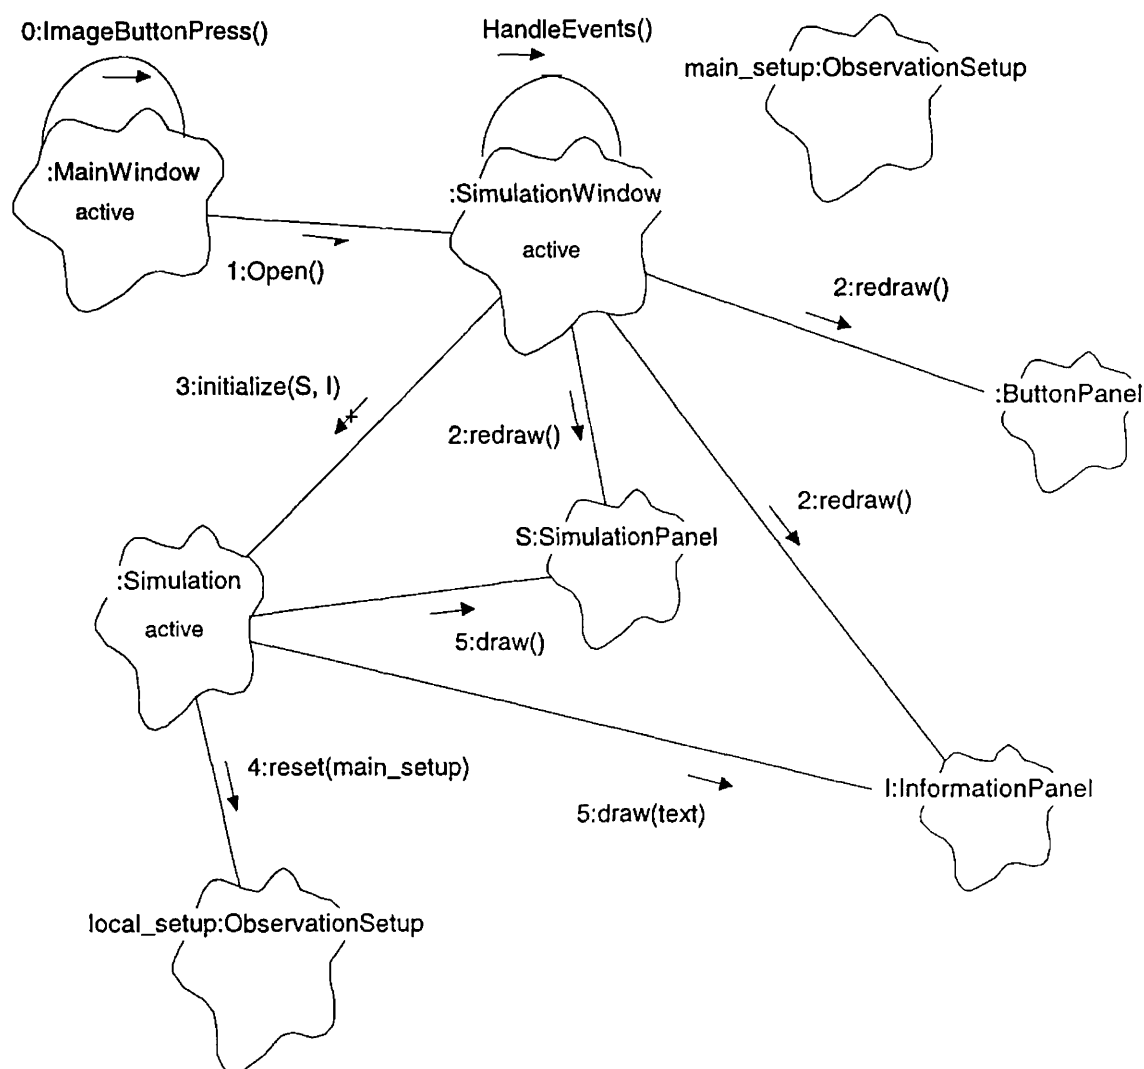 0:ImageButtonPress()
HandleEvents()
main_setup:ObservationSetup
:MainWindow
active
:SimulationWindow
active
1:Open()
2:redraw()
3:initialize(S, I)
:ButtonPanel
2:redraw()
2:redraw()
S:SimulationPanel
:Simulation
active
5:draw()
4:reset(main_setup)
I:InformationPanel
5:draw(text)
local_setup:ObservationSetup